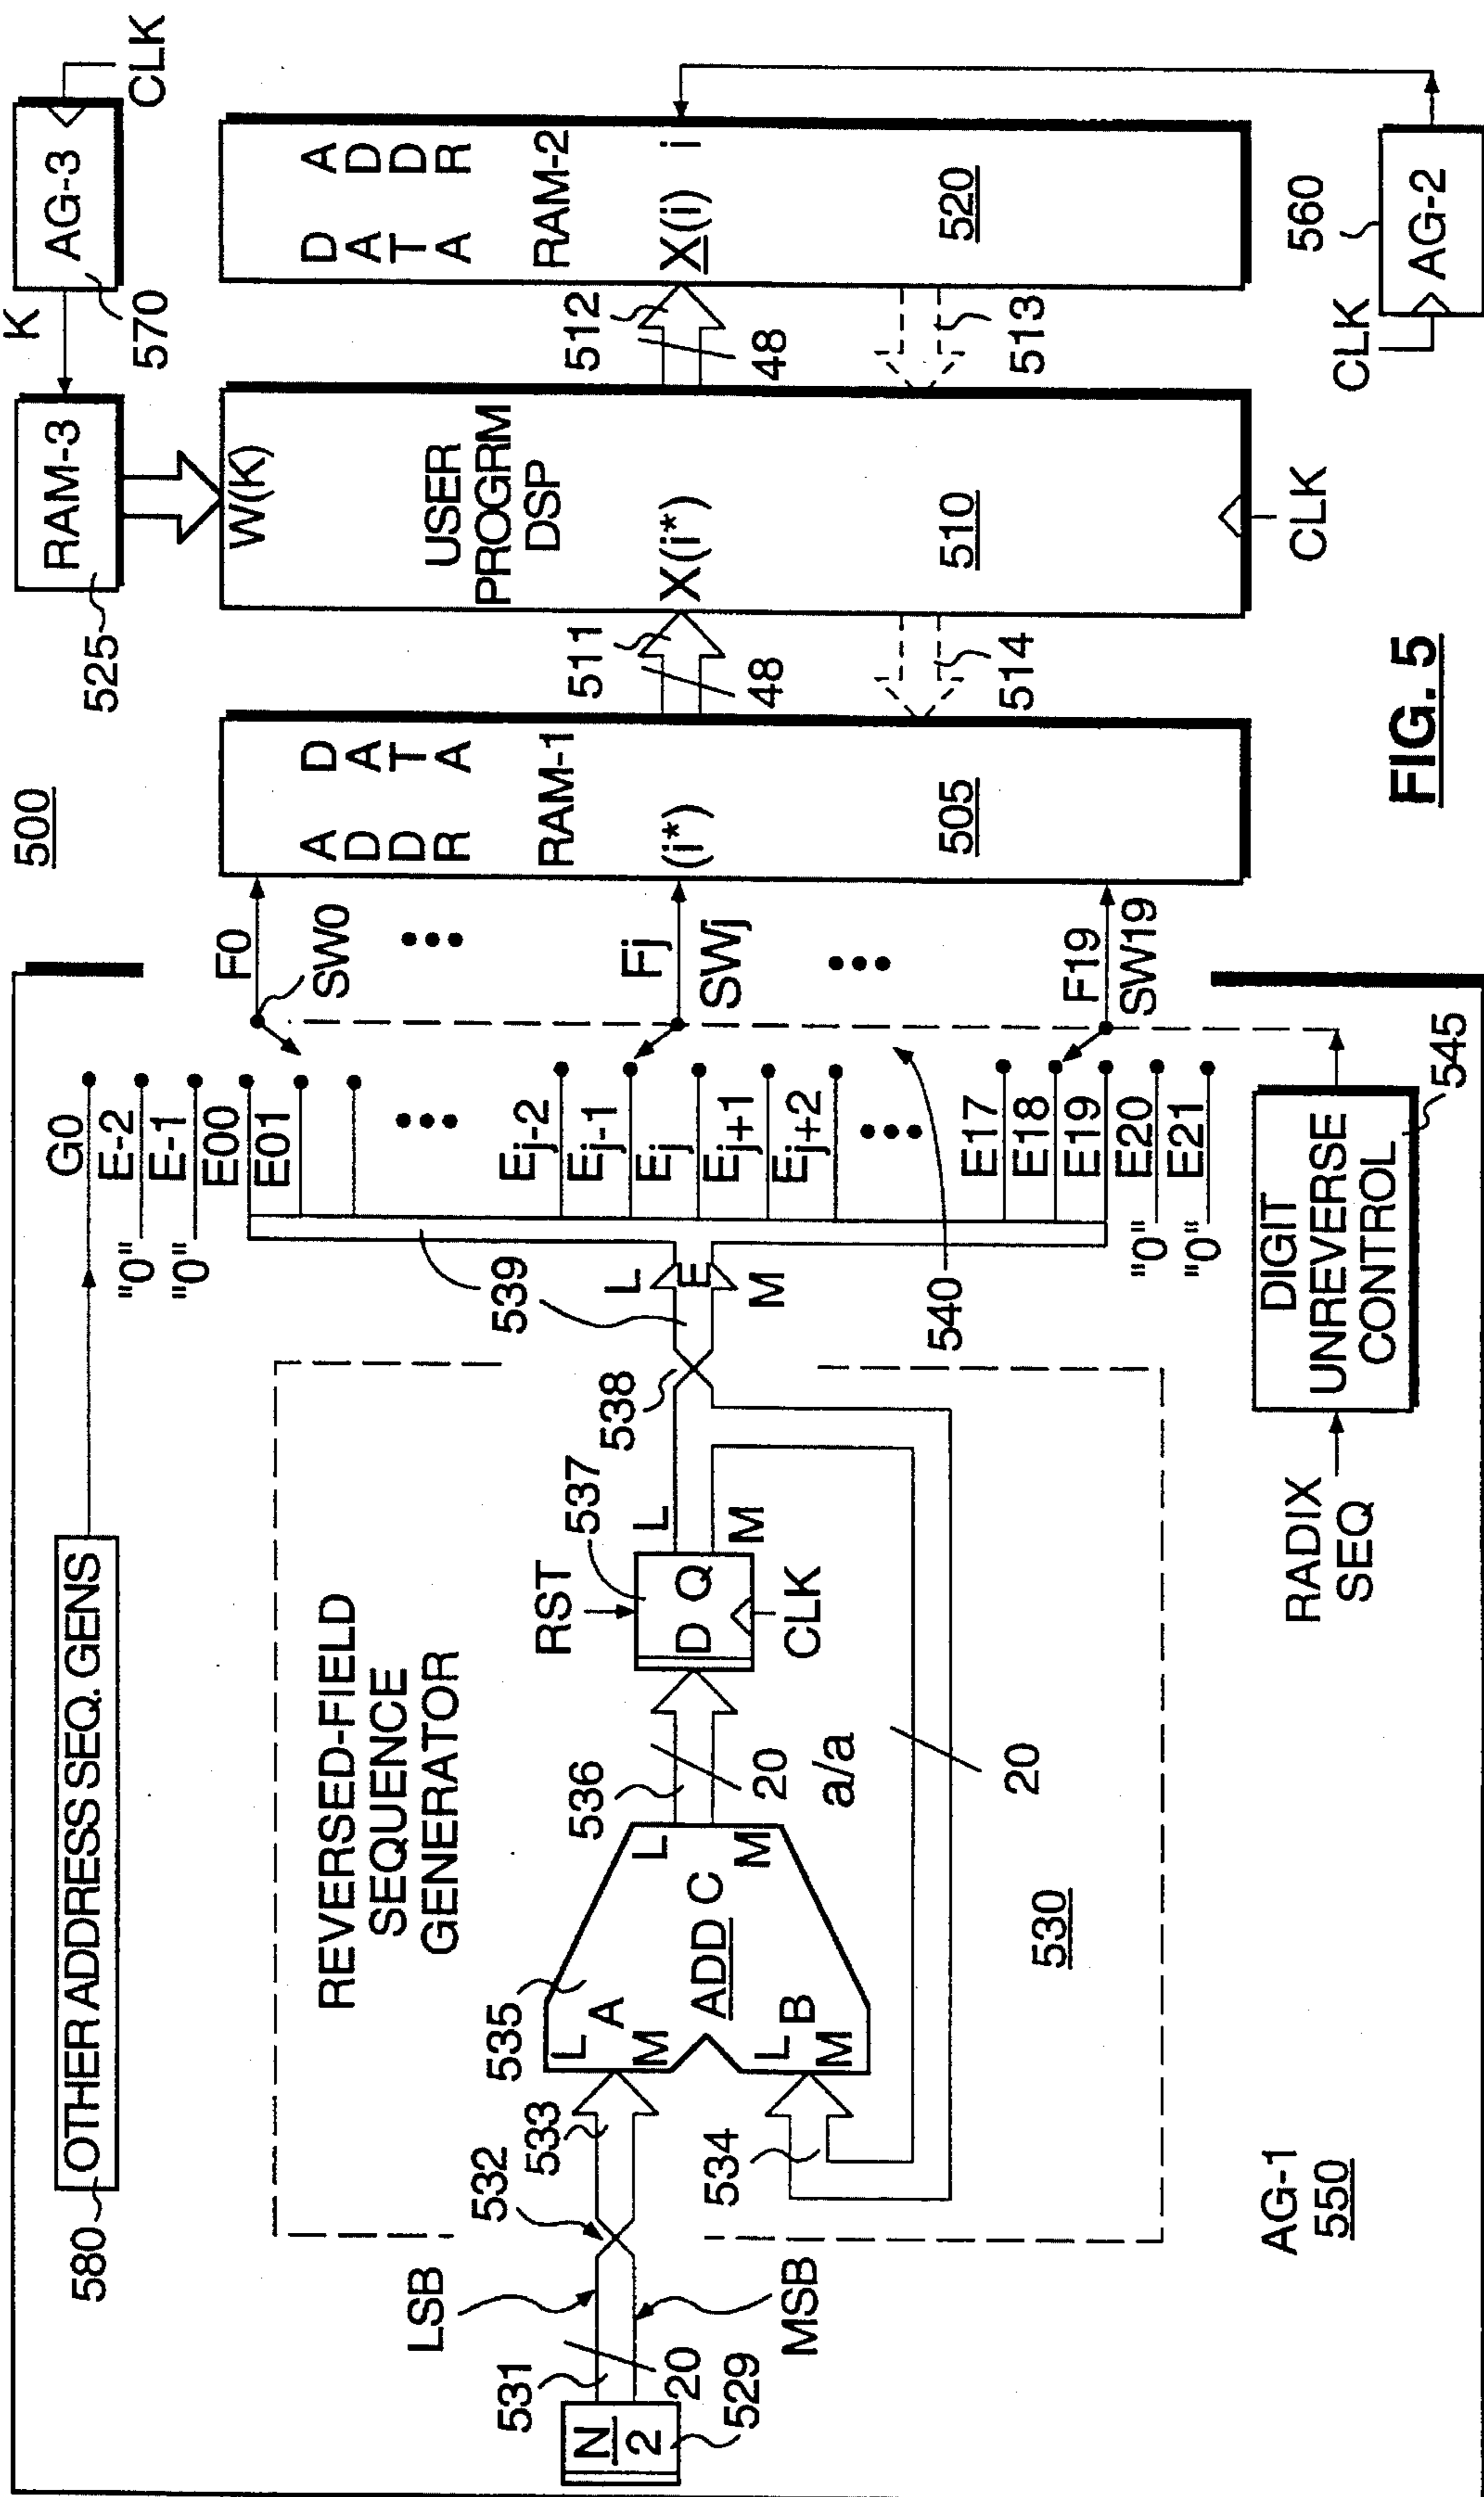 500
580
OTHER ADDRESS SEQ. GENS
G0
"0"
E-2
"0"
E-1
E00
E01
•••
Ej-2
Ej-1
Ej
Ej+1
Ej+2
•••
E17
E18
E19
"0"
E20
"0"
E21
F0
SW0
•••
Fj
SWj
•••
F19
SW19
540
539
L
E
M
538
REVERSED-FIELD
SEQUENCE
GENERATOR
N
2
529
531
20
LSB
MSB
532
533
534
535
L
A
M
ADD C
L
B
M
L
M
536
20
a/a
RST
537
D Q
CLK
L
M
20
530
RADIX
SEQ
DIGIT
UNREVERSE
CONTROL
545
AG-1
550
ADDR
DATA
RAM-1
(i*)
505
511
48
514
525
RAM-3
K
AG-3
570
CLK
W(K)
USER
PROGRM
DSP
X(i*)
510
CLK
512
48
513
DATA
ADDR
RAM-2
X(i) i
520
560
AG-2
CLK
FIG. 5